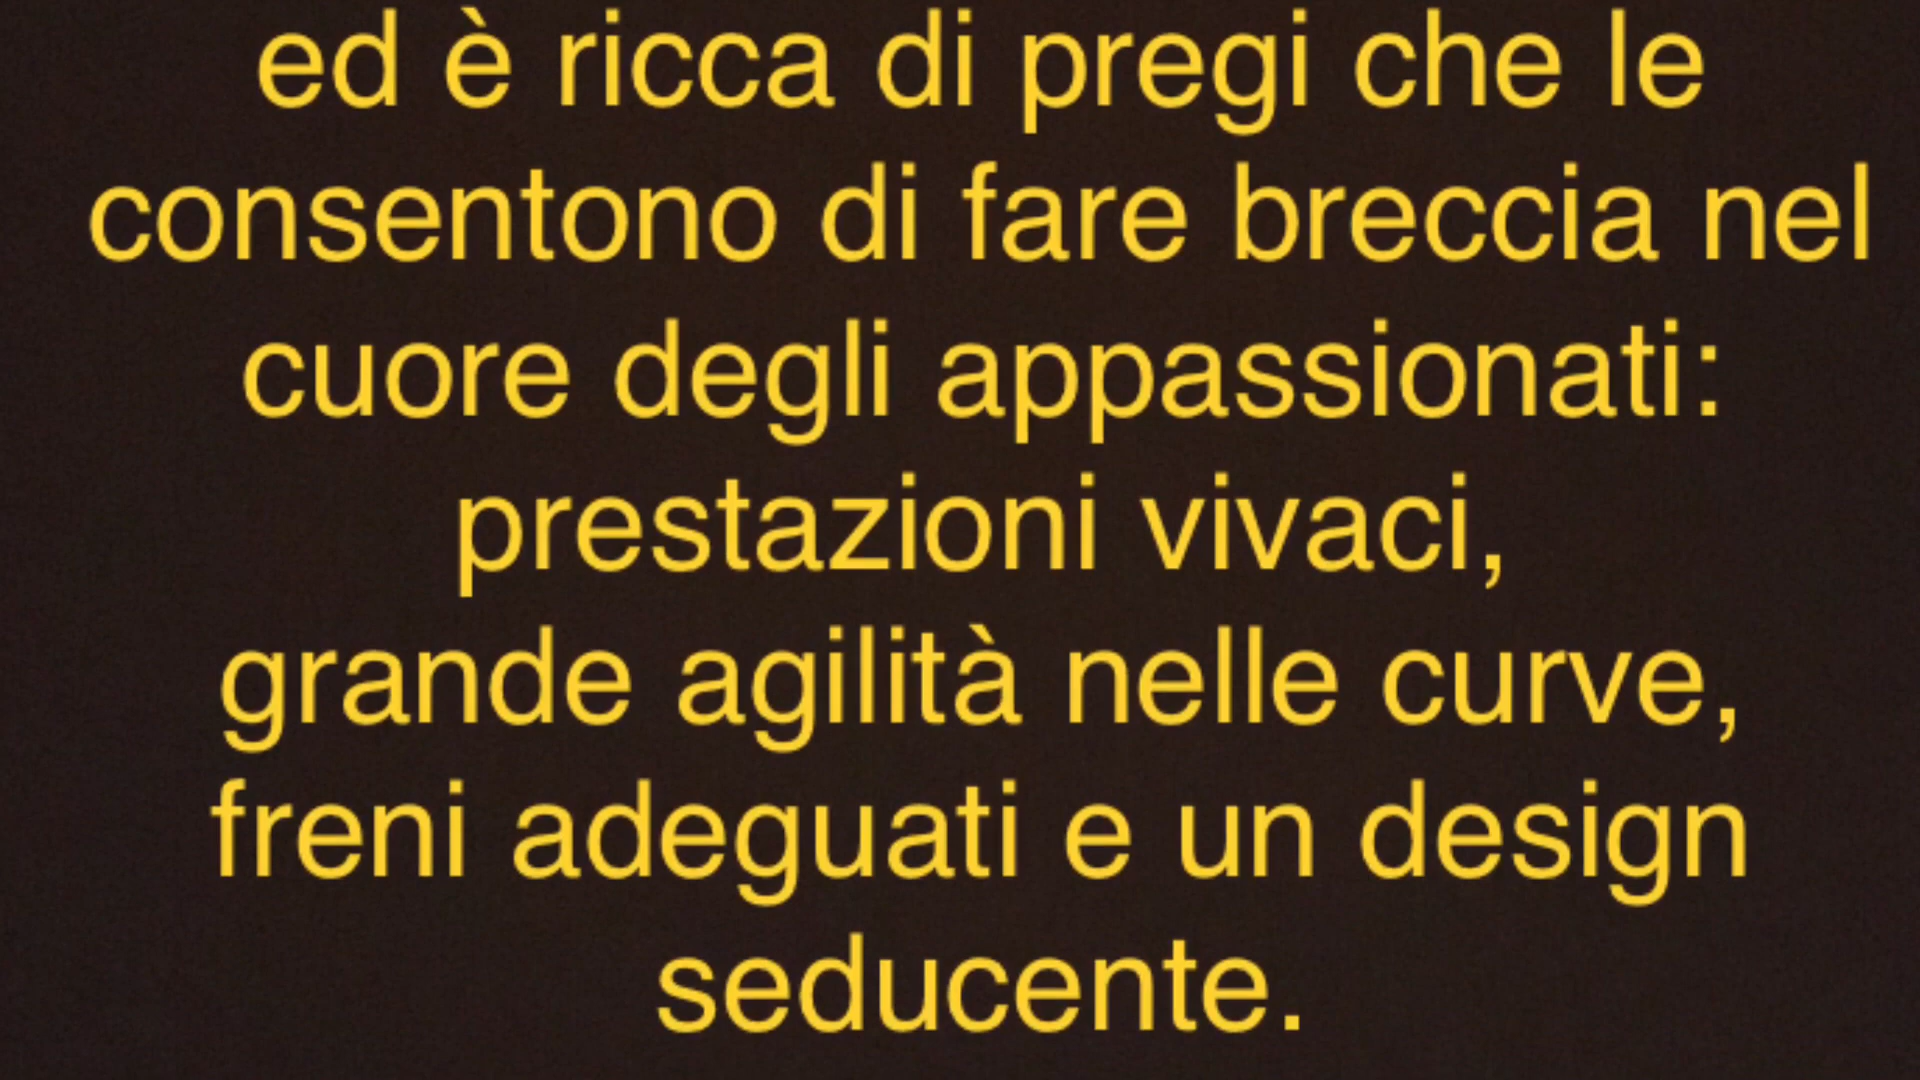 ed è ricca di pregi che le
consentono di fare breccia nel
cuore degli appassionati:
prestazioni vivaci,
grande agilità nelle curve,
freni adeguati e un design
seducente.